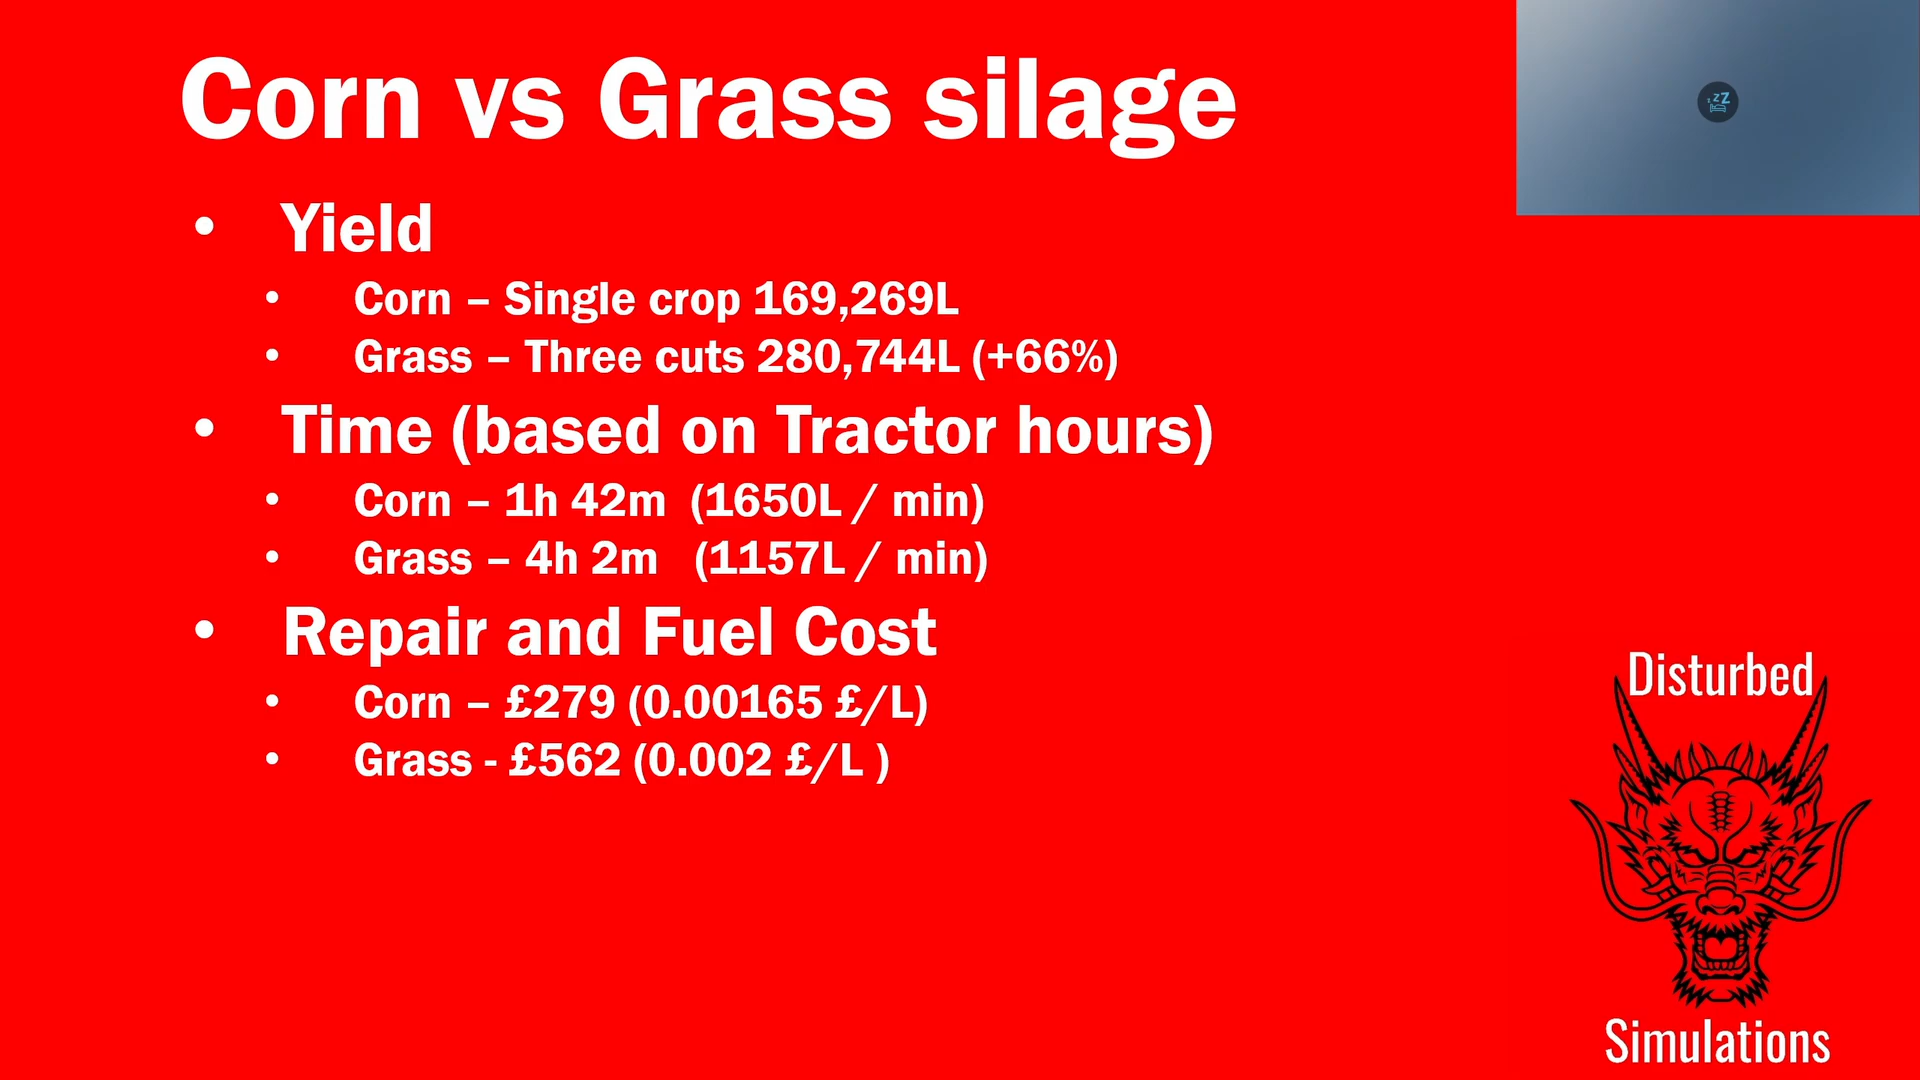 Corn vs Grass silage
• Yield
• Corn – Single crop 169,269L
• Grass – Three cuts 280,744L (+66%)
• Time (based on Tractor hours)
• Corn – 1h 42m (1650L / min)
• Grass – 4h 2m (1157L / min)
• Repair and Fuel Cost
• Corn – £279 (0.00165 £/L)
• Grass - £562 (0.002 £/L )
zzZ
Disturbed
Simulations